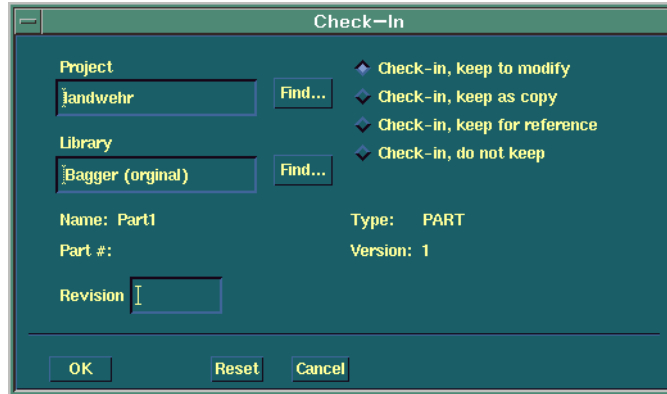 Check-In
Project
landwehr
Find...
Library
Bagger (orginal)
Find...
Check-in, keep to modify
Check-in, keep as copy
Check-in, keep for reference
Check-in, do not keep
Name: Part1
Type: PART
Part #:
Version: 1
Revision
OK
Reset
Cancel